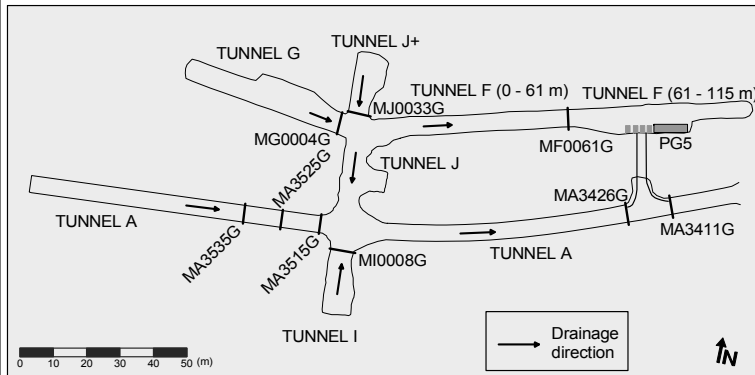 TUNNEL J+
TUNNEL G
TUNNEL F (0 - 61 m)
TUNNEL F (61 - 115 m)
MJ0033G
MG0004G
MF0061G
PG5
MA3525G
TUNNEL J
MA3426G
TUNNEL A
MA3535G
MA3515G
MI0008G
TUNNEL A
MA3411G
TUNNEL I
0 10 20 30 40 50 (m)
Drainage
direction
N